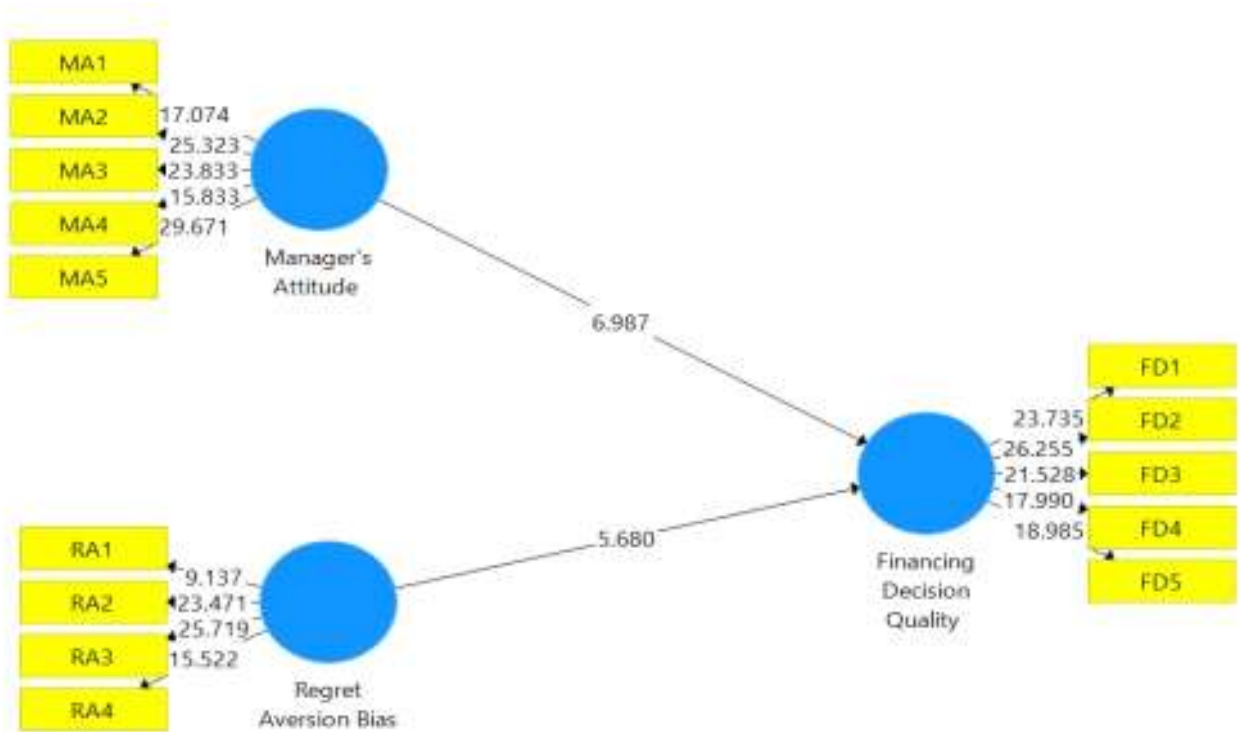 MA1
MA2
MA3
MA4
MA5
17.074
25.323
23.833
15.833
29.671
Manager's
Attitude
6.987
RA1
RA2
RA3
RA4
9.137
23.471
25.719
15.522
Regret
Aversion Bias
5.680
Financing
Decision
Quality
23.735
26.255
21.528
17.990
18.985
FD1
FD2
FD3
FD4
FD5